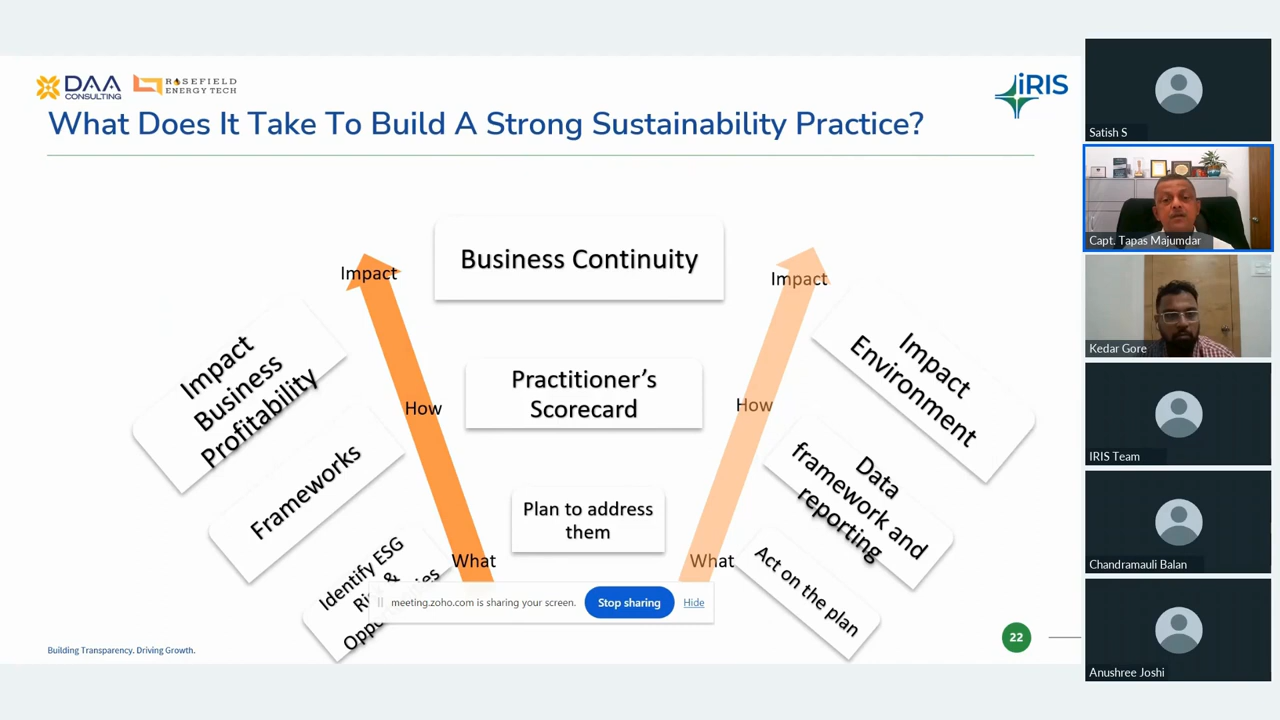 DAA
CONSULTING
ROSEFIELD
ENERGY TECH
iRIS
What Does It Take To Build A Strong Sustainability Practice?
Business Continuity
Impact
Impact
Impact
Business
Profitability
Impact
Environment
Practitioner’s
Scorecard
How
How
Frameworks
Data
framework and
reporting
Plan to address
them
What
What
Identify ESG
&
Act on the plan
meeting.zoho.com is sharing your screen.
Stop sharing
Hide
Building Transparency. Driving Growth.
22
Satish S
Capt. Tapas Majumdar
Kedar Gore
IRIS Team
Chandramauli Balan
Anushree Joshi